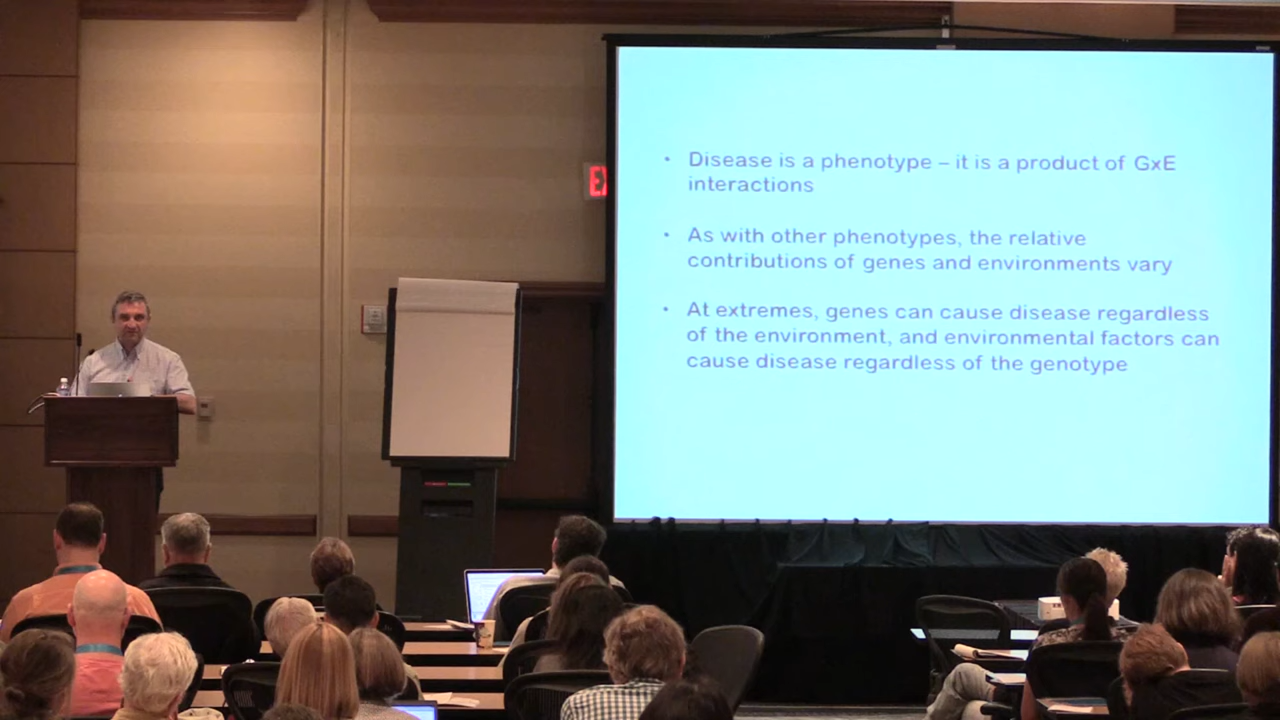 • Disease is a phenotype – it is a product of GxE
interactions
• As with other phenotypes, the relative
contributions of genes and environments vary
• At extremes, genes can cause disease regardless
of the environment, and environmental factors can
cause disease regardless of the genotype